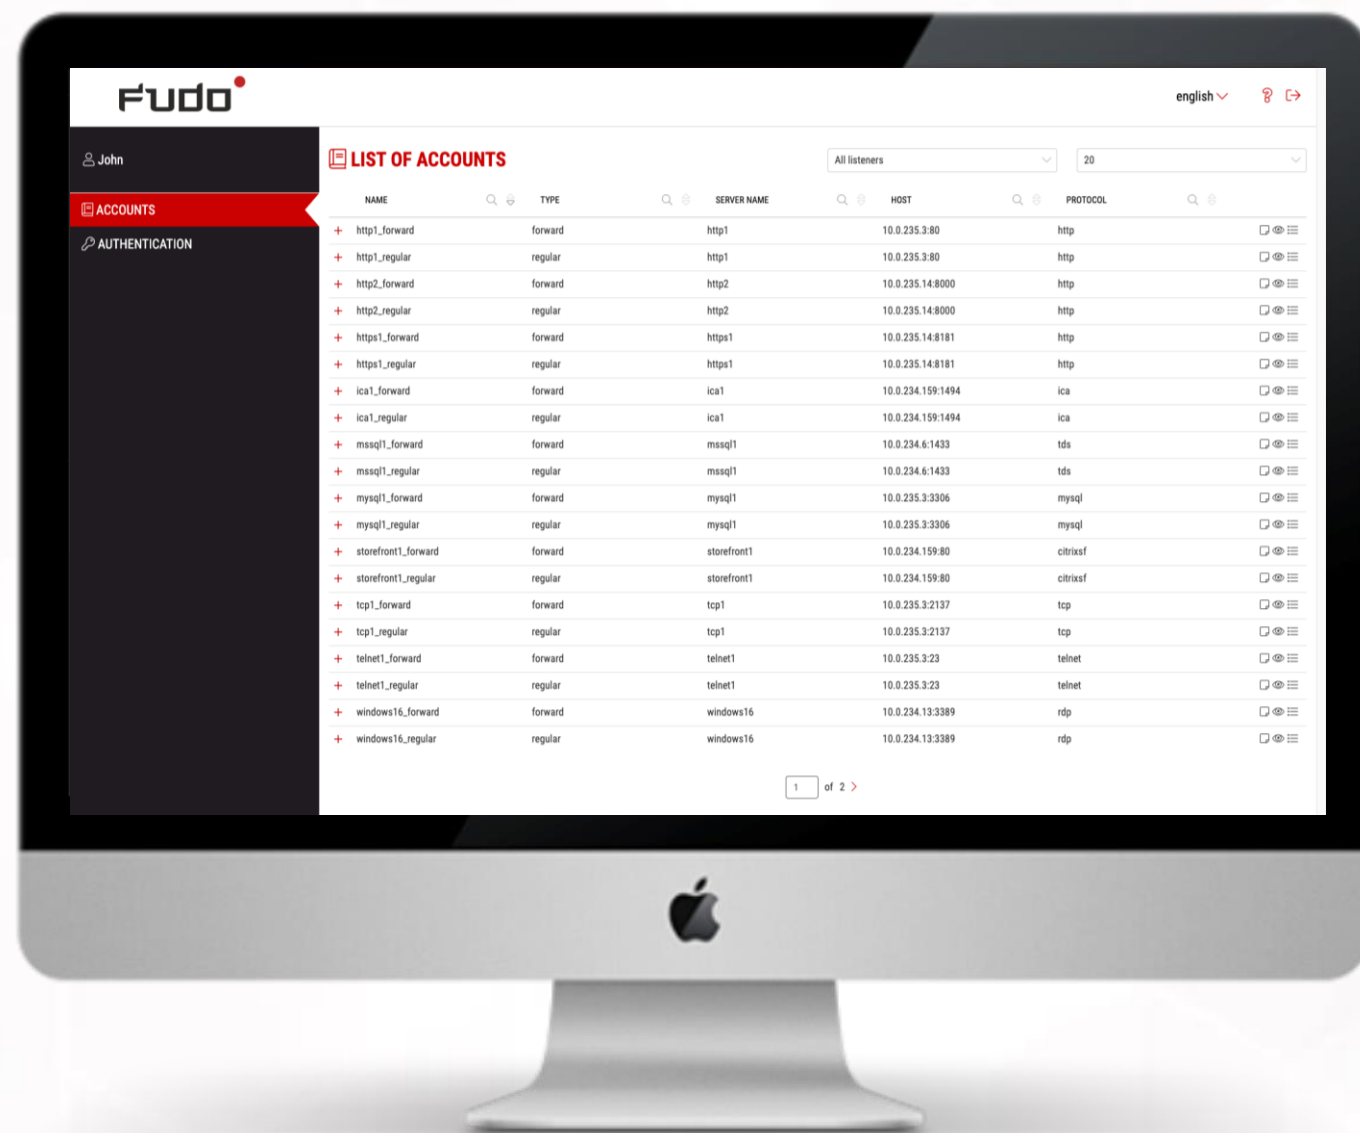 Fudo
english
John
LIST OF ACCOUNTS
All listeners
20
ACCOUNTS
AUTHENTICATION
NAME TYPE SERVER NAME HOST PROTOCOL
+ http1_forward forward http1 10.0.235.3:80 http
+ http1_regular regular http1 10.0.235.3:80 http
+ http2_forward forward http2 10.0.235.14:8000 http
+ http2_regular regular http2 10.0.235.14:8000 http
+ https1_forward forward https1 10.0.235.14:8181 http
+ https1_regular regular https1 10.0.235.14:8181 http
+ ica1_forward forward ica1 10.0.234.159:1494 ica
+ ica1_regular regular ica1 10.0.234.159:1494 ica
+ mssql1_forward forward mssql1 10.0.234.6:1433 tds
+ mssql1_regular regular mssql1 10.0.234.6:1433 tds
+ mysql1_forward forward mysql1 10.0.235.3:3306 mysql
+ mysql1_regular regular mysql1 10.0.235.3:3306 mysql
+ storefront1_forward forward storefront1 10.0.234.159:80 citrixsf
+ storefront1_regular regular storefront1 10.0.234.159:80 citrixsf
+ tcp1_forward forward tcp1 10.0.235.3:2137 tcp
+ tcp1_regular regular tcp1 10.0.235.3:2137 tcp
+ telnet1_forward forward telnet1 10.0.235.3:23 telnet
+ telnet1_regular regular telnet1 10.0.235.3:23 telnet
+ windows16_forward forward windows16 10.0.234.13:3389 rdp
+ windows16_regular regular windows16 10.0.234.13:3389 rdp
1 of 2 >